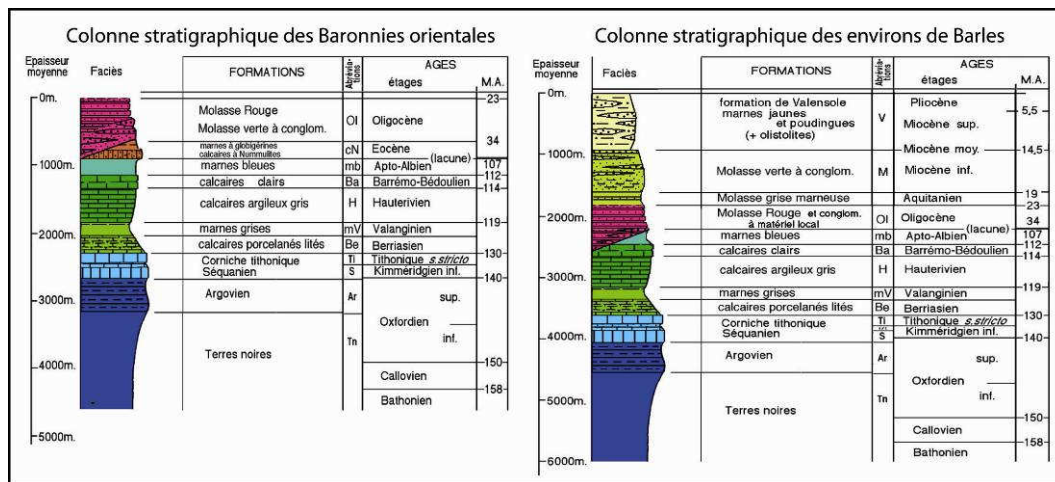 Colonne stratigraphique des Baronnies orientales
Epaisseur moyenne Faciès FORMATIONS Abréviations AGES étages M.A.
0m. 23
Molasse Rouge
Molasse verte à conglom. Ol Oligocène
34
marnes à globigérines
calcaires à Nummulites cN Eocène
(lacune)
1000m. marnes bleues mb Apto-Albien 107
112
calcaires clairs Ba Barrémo-Bédoulien
114
calcaires argileux gris H Hauterivien
119
marnes grises mV Valanginien
2000m.
calcaires porcelanés lités Be Berriasien
130
Corniche tithonique Ti Tithonique s.stricto
Séquanien S Kimméridgien inf.
140
Argovien Ar sup.
3000m.
Oxfordien
Terres noires Tn inf.
150
4000m. Callovien
158
Bathonien
5000m.
Colonne stratigraphique des environs de Barles
Epaisseur moyenne Faciès FORMATIONS Abréviations AGES étages M.A.
0m.
formation de Valensole Pliocène
marnes jaunes 5,5
et poudingues V Miocène sup.
(+ olistolites)
Miocène moy. 14,5
1000m.
Molasse verte à conglom. M Miocène inf.
19
Molasse grise marneuse Aquitanien
23
Molasse Rouge et conglom.
à matériel local Ol Oligocène 34
2000m.
(lacune)
marnes bleues mb Apto-Albien 107
112
calcaires clairs Ba Barrémo-Bédoulien
114
calcaires argileux gris H Hauterivien
3000m.
119
marnes grises mV Valanginien
calcaires porcelanés lités Be Berriasien
130
Corniche tithonique Ti Tithonique s.stricto
Séquanien S Kimméridgien inf.
4000m. 140
Argovien Ar sup.
Oxfordien
Terres noires Tn inf.
5000m.
150
Callovien
158
Bathonien
6000m.